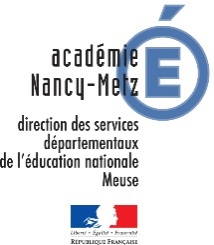 académie
Nancy-Metz
É
direction des services
départementaux
de l'éducation nationale
Meuse
Liberté • Égalité • Fraternité
RÉPUBLIQUE FRANÇAISE